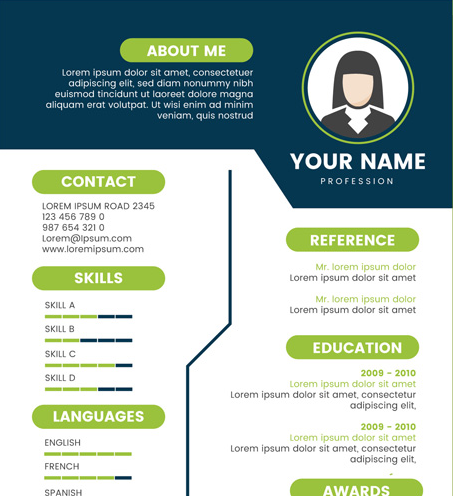 ABOUT ME
Lorem ipsum dolor sit amet, consectetuer
adipiscing elit, sed diam nonummy nibh
euismod tincidunt ut laoreet dolore magna
aliquam erat volutpat. Ut wisi enim ad minim
veniam, quis nostrud
YOUR NAME
PROFESSION
CONTACT
LOREM IPSUM ROAD 2345
123 456 789 0
987 654 321 0
Lorem@Ipsum.com
www.loremipsum.com
SKILLS
SKILL A
SKILL B
SKILL C
SKILL D
LANGUAGES
ENGLISH
FRENCH
SPANISH
REFERENCE
Mr. lorem ipsum dolor
Lorem ipsum dolor sit amet
Mr. lorem ipsum dolor
Lorem ipsum dolor sit amet
EDUCATION
2009 - 2010
Lorem ipsum dolor sit amet
Lorem ipsum dolor sit amet, consectetuer
adipiscing elit,
2009 - 2010
Lorem ipsum dolor sit amet
Lorem ipsum dolor sit amet, consectetuer
adipiscing elit,
AWARDS